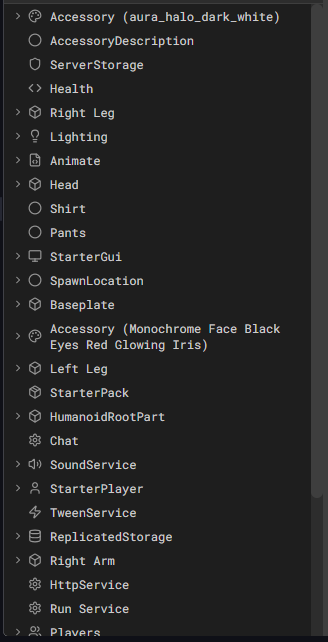 Accessory (aura_halo_dark_white)
AccessoryDescription
ServerStorage
Health
Right Leg
Lighting
Animate
Head
Shirt
Pants
StarterGui
SpawnLocation
Baseplate
Accessory (Monochrome Face Black
Eyes Red Glowing Iris)
Left Leg
StarterPack
HumanoidRootPart
Chat
SoundService
StarterPlayer
TweenService
ReplicatedStorage
Right Arm
HttpService
Run Service
Players